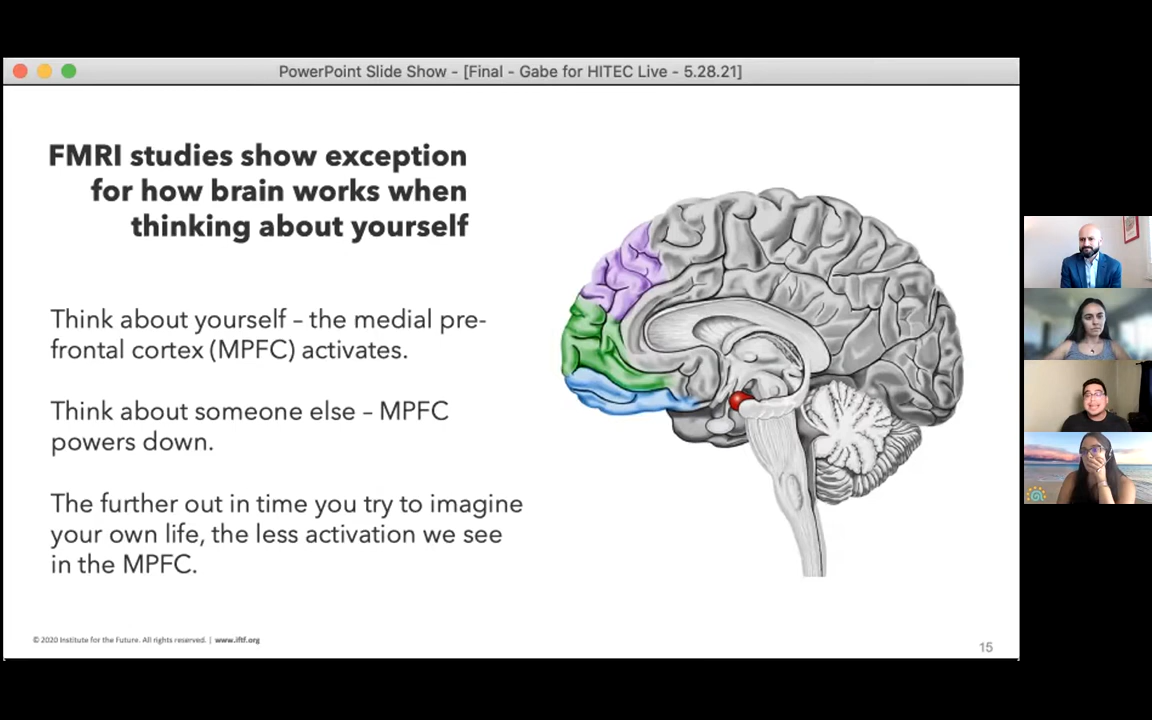 PowerPoint Slide Show - [Final - Gabe for HITEC Live - 5.28.21]
FMRI studies show exception
for how brain works when
thinking about yourself
Think about yourself – the medial pre-
frontal cortex (MPFC) activates.
Think about someone else – MPFC
powers down.
The further out in time you try to imagine
your own life, the less activation we see
in the MPFC.
© 2020 Institute for the Future. All rights reserved. | www.iftf.org
15